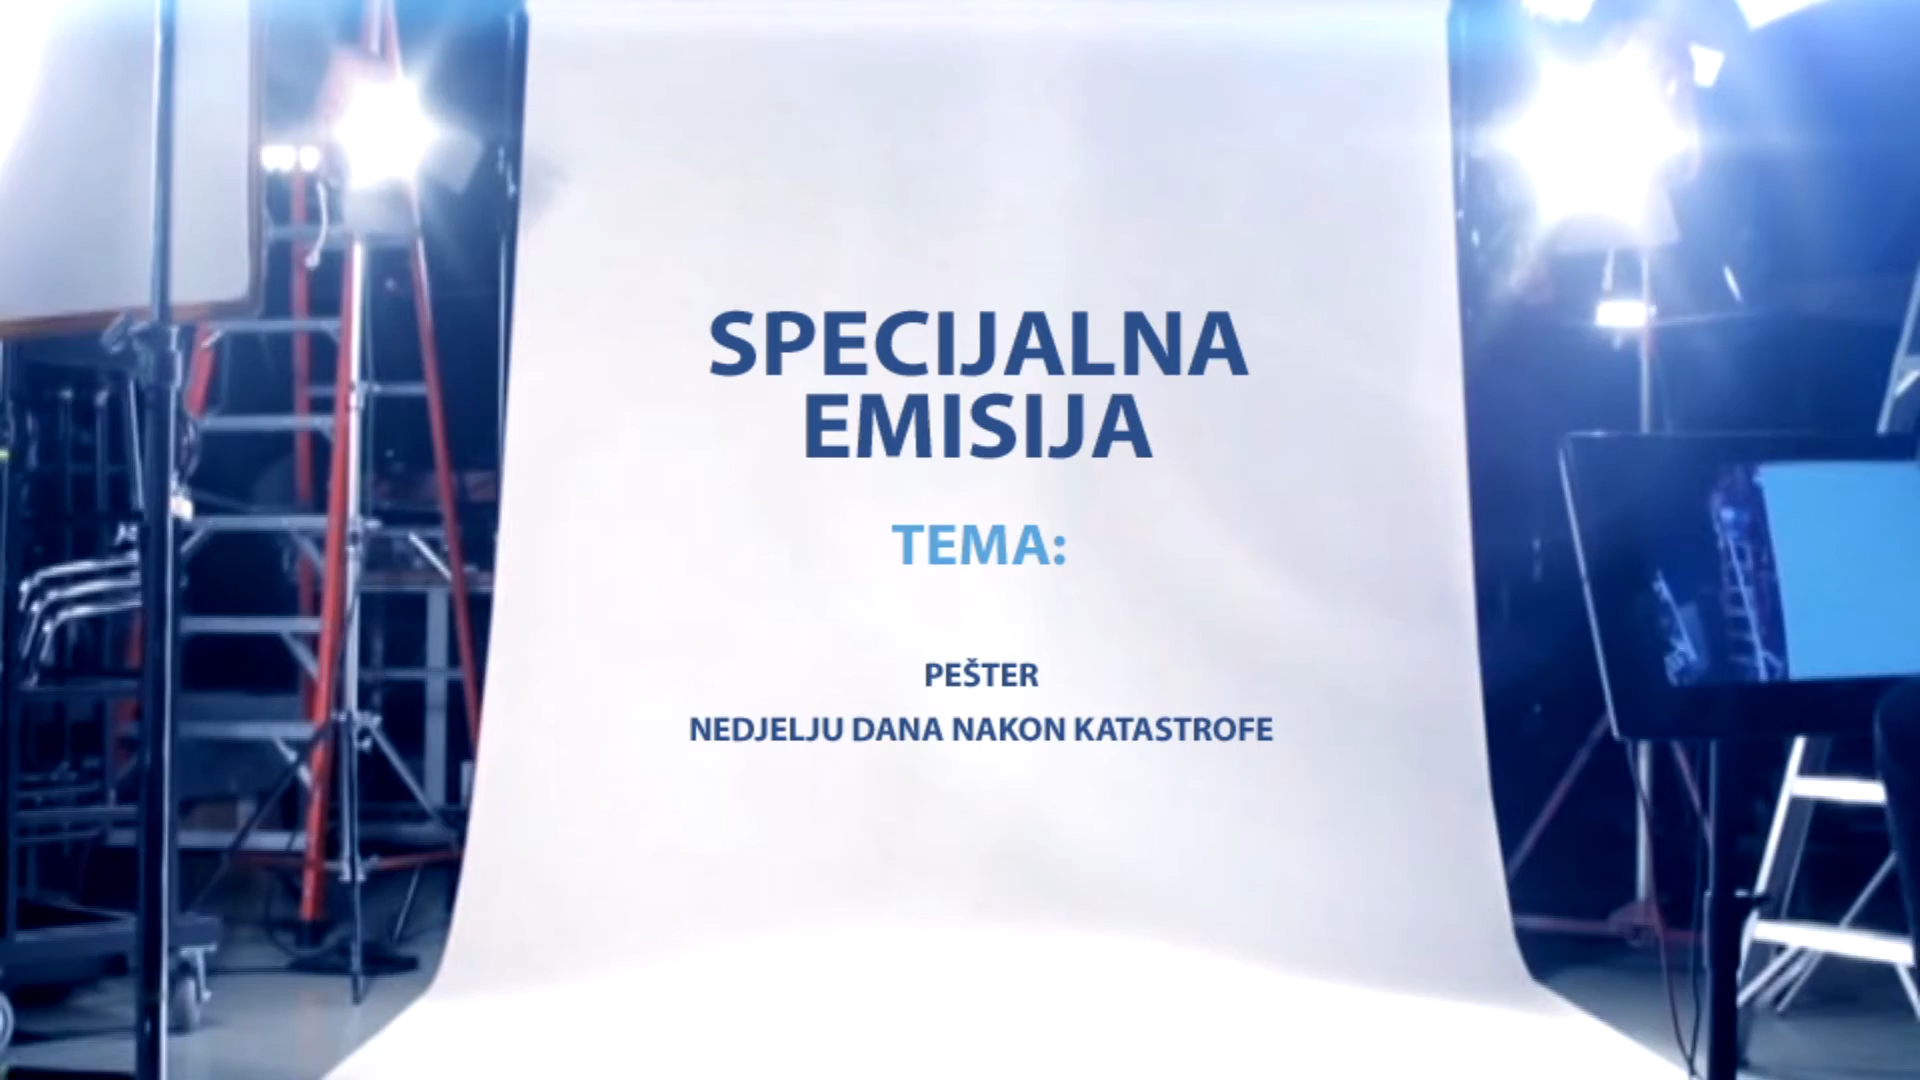 SPECIJALNA
EMISIJA
TEMA:
PEŠTER
NEDJELJU DANA NAKON KATASTROFE